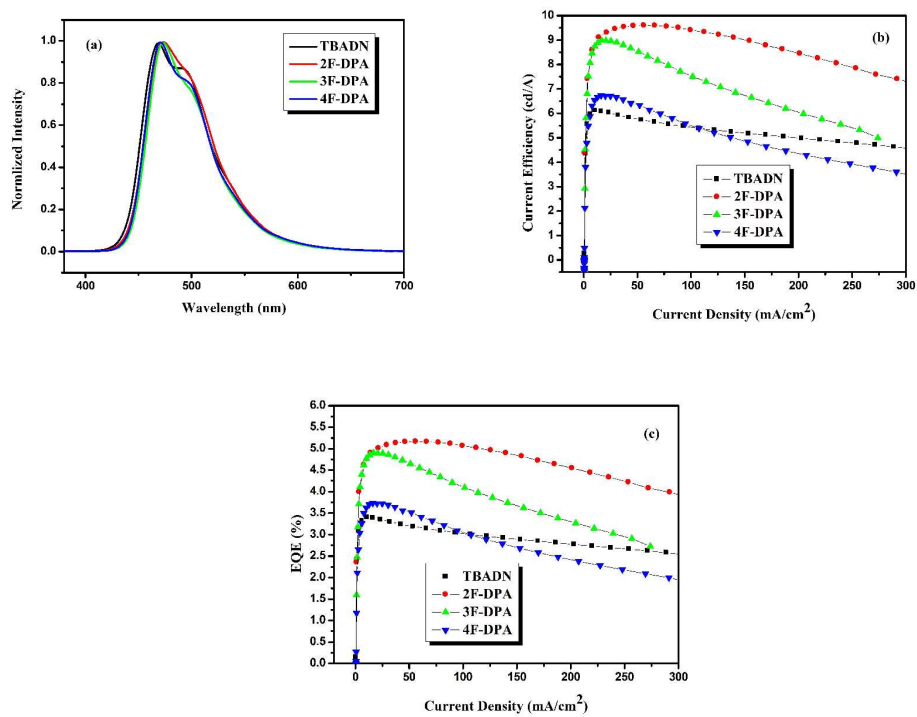 (a)
TBADN
2F-DPA
3F-DPA
4F-DPA
Normlized Intensity
1.0
0.8
0.6
0.4
0.2
0.0
400
500
600
700
Wavelength (nm)
(b)
Current Efficiency (cd/A)
10
9
8
7
6
5
4
3
2
1
0
TBADN
2F-DPA
3F-DPA
4F-DPA
0
50
100
150
200
250
300
Current Density (mA/cm²)
(c)
EQE (%)
6.0
5.5
5.0
4.5
4.0
3.5
3.0
2.5
2.0
1.5
1.0
0.5
0.0
TBADN
2F-DPA
3F-DPA
4F-DPA
0
50
100
150
200
250
300
Current Density (mA/cm²)